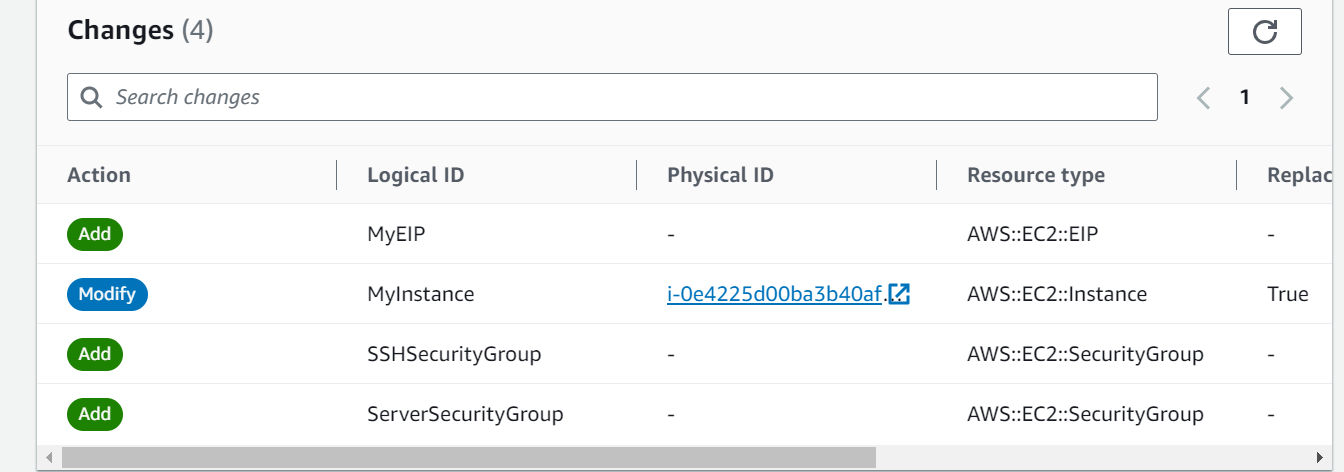 Changes (4)
Search changes
1
Action Logical ID Physical ID Resource type Replac
Add MyEIP - AWS::EC2::EIP -
Modify MyInstance i-0e4225d00ba3b40af AWS::EC2::Instance True
Add SSHSecurityGroup - AWS::EC2::SecurityGroup -
Add ServerSecurityGroup - AWS::EC2::SecurityGroup -